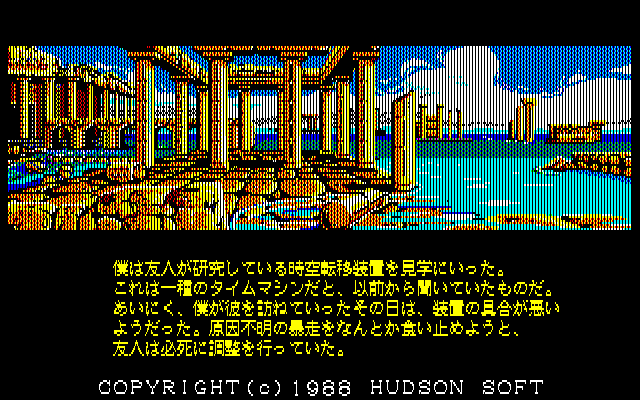 僕は友人が研究している時空転移装置を見学にいった。
これは一種のタイムマシンだと、以前から聞いていたものだ。
あいにく、僕が彼を訪ねていったその日は、装置の具合が悪い
ようだった。原因不明の暴走をなんとか食い止めようと、
友人は必死に調整を行っていた。
COPYRIGHT(c)1988 HUDSON SOFT